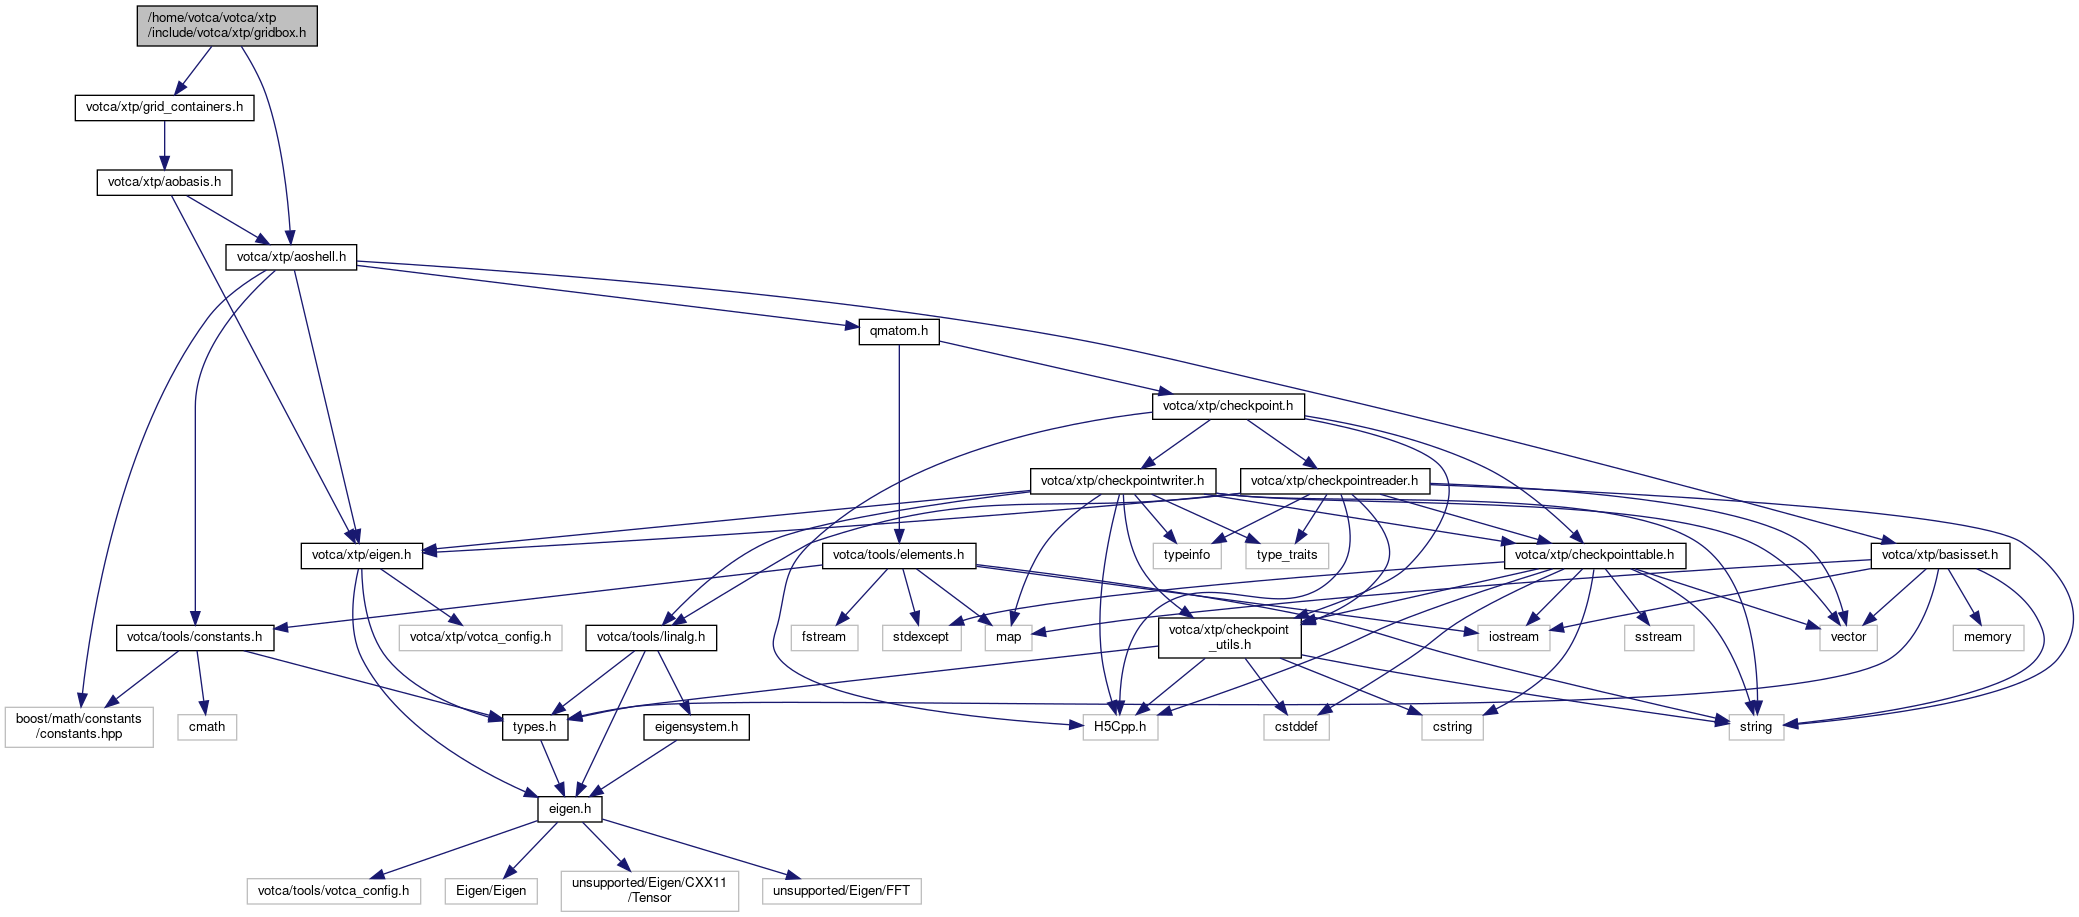 /home/votca/votca/xtp
/include/votca/xtp/gridbox.h
votca/xtp/grid_containers.h
votca/xtp/aobasis.h
votca/xtp/aoshell.h
qmatom.h
votca/xtp/checkpoint.h
votca/xtp/checkpointwriter.h
votca/xtp/checkpointreader.h
votca/xtp/eigen.h
votca/tools/elements.h
typeinfo
type_traits
votca/xtp/checkpointtable.h
votca/xtp/basisset.h
votca/tools/constants.h
votca/xtp/votca_config.h
votca/tools/linalg.h
fstream
stdexcept
map
votca/xtp/checkpoint
_utils.h
iostream
sstream
vector
memory
boost/math/constants
/constants.hpp
cmath
types.h
eigensystem.h
H5Cpp.h
cstddef
cstring
string
eigen.h
votca/tools/votca_config.h
Eigen/Eigen
unsupported/Eigen/CXX11
/Tensor
unsupported/Eigen/FFT